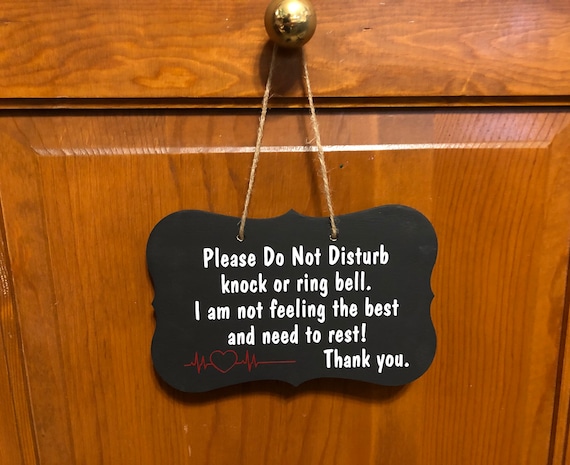 Please Do Not Disturb
knock or ring bell.
I am not feeling the best
and need to rest!
Thank you.